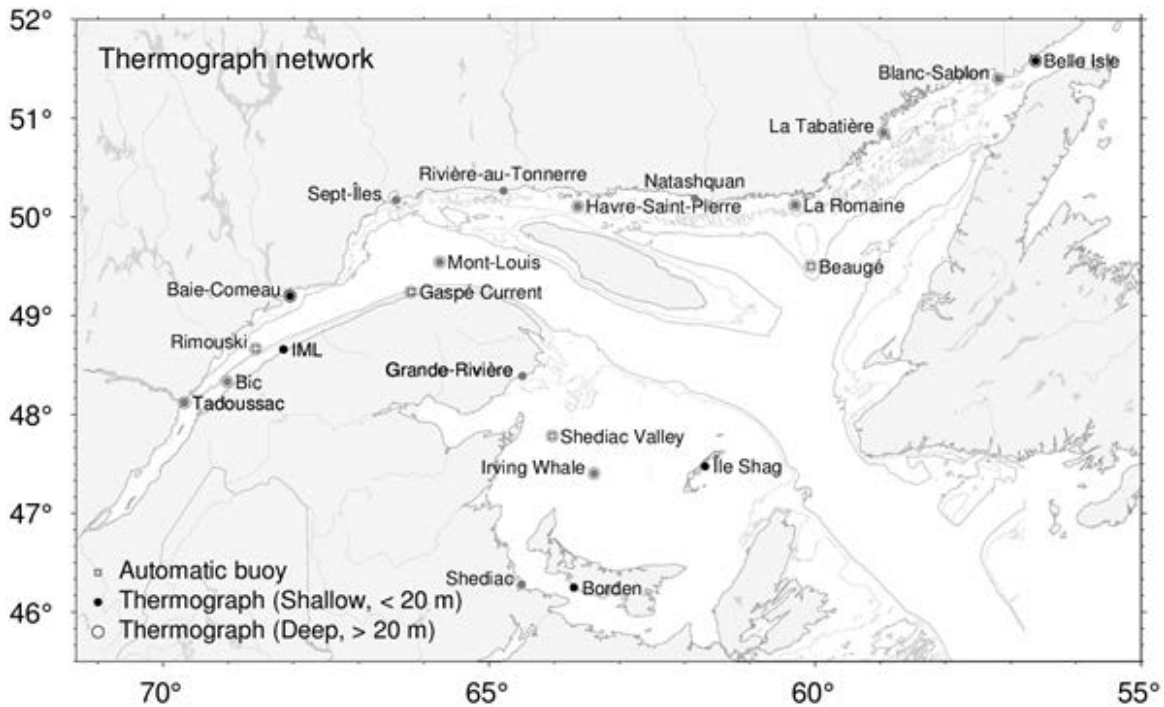 52°
Thermograph network
Blanc-Sablon
Belle Isle
51°
La Tabatière
Rivière-au-Tonnerre
Natashquan
Sept-Îles
50°
Havre-Saint-Pierre
La Romaine
Mont-Louis
Beaugé
Baie-Comeau
Gaspé Current
49°
Rimouski
IML
Grande-Rivière
Bic
48°
Tadoussac
Shediac Valley
Irving Whale
Île Shag
47°
Automatic buoy
Shediac
Borden
Thermograph (Shallow, < 20 m)
46°
Thermograph (Deep, > 20 m)
70°
65°
60°
55°